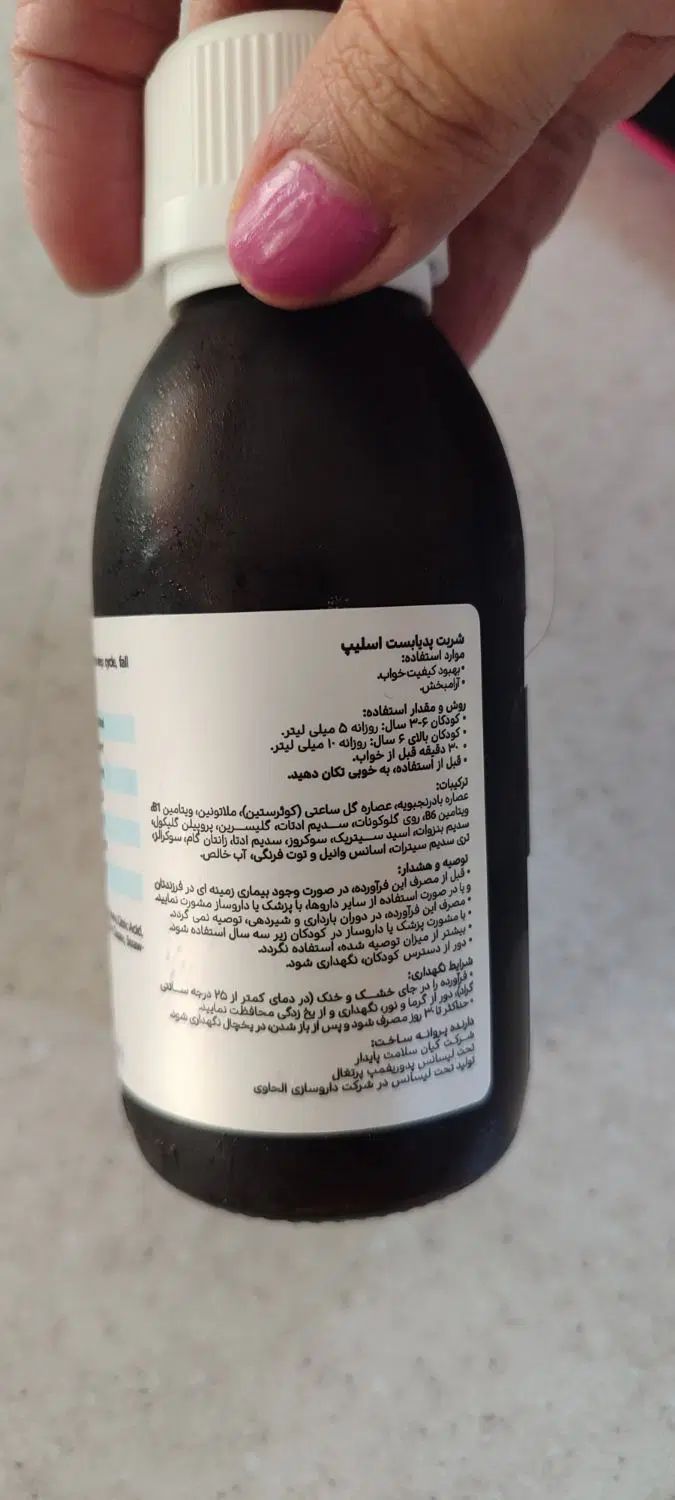 شربت پدیابست اسلیپ
موارد استفاده:
• بهبود کیفیت خواب.
• آرامبخش.
روش و مقدار استفاده:
• کودکان ۶-۳ سال: روزانه ۵ میلی لیتر.
• کودکان بالای ۶ سال: روزانه ۱۰ میلی لیتر.
• ۳۰ دقیقه قبل از خواب.
• قبل از استفاده، به خوبی تکان دهید.
ترکیبات:
عصاره بادرنجبویه، عصاره گل ساعتی (کوئرستین)، ملاتونین، ویتامین B1،
ویتامین B6، روی گلوکونات، سدیم ادتات، گلیسرین، پروپیلن گلیکول،
سدیم بنزوات، اسید سیتریک، سوکروز، سدیم ادتا، زانتان گام، سوکرالز،
تری سدیم سیترات، اسانس وانیل و توت فرنگی، آب خالص.
توصیه و هشدار:
• قبل از مصرف این فرآورده، در صورت وجود بیماری زمینه ای در فرزندتان
و یا در صورت استفاده از سایر داروها، با پزشک یا داروساز مشورت نمایید.
• مصرف این فرآورده، در دوران بارداری و شیردهی، توصیه نمی گردد.
• با مشورت پزشک یا داروساز در کودکان زیر سه سال استفاده شود.
• بیشتر از میزان توصیه شده، استفاده نگردد.
• دور از دسترس کودکان، نگهداری شود.
شرایط نگهداری:
• فرآورده را در جای خشک و خنک (در دمای کمتر از ۲۵ درجه سانتی
گراد)، دور از گرما و نور، نگهداری و از یخ زدگی محافظت نمایید.
• حداکثر تا ۳۰ روز مصرف شود و پس از باز شدن، در یخچال نگهداری شود.
دارنده پروانه ساخت:
شرکت کیان سلامت پایدار
تحت لیسانس پدوریفمپ پرتغال
تولید تحت لیسانس در شرکت داروسازی الحاوی
cycle, fall
Citric Acid,